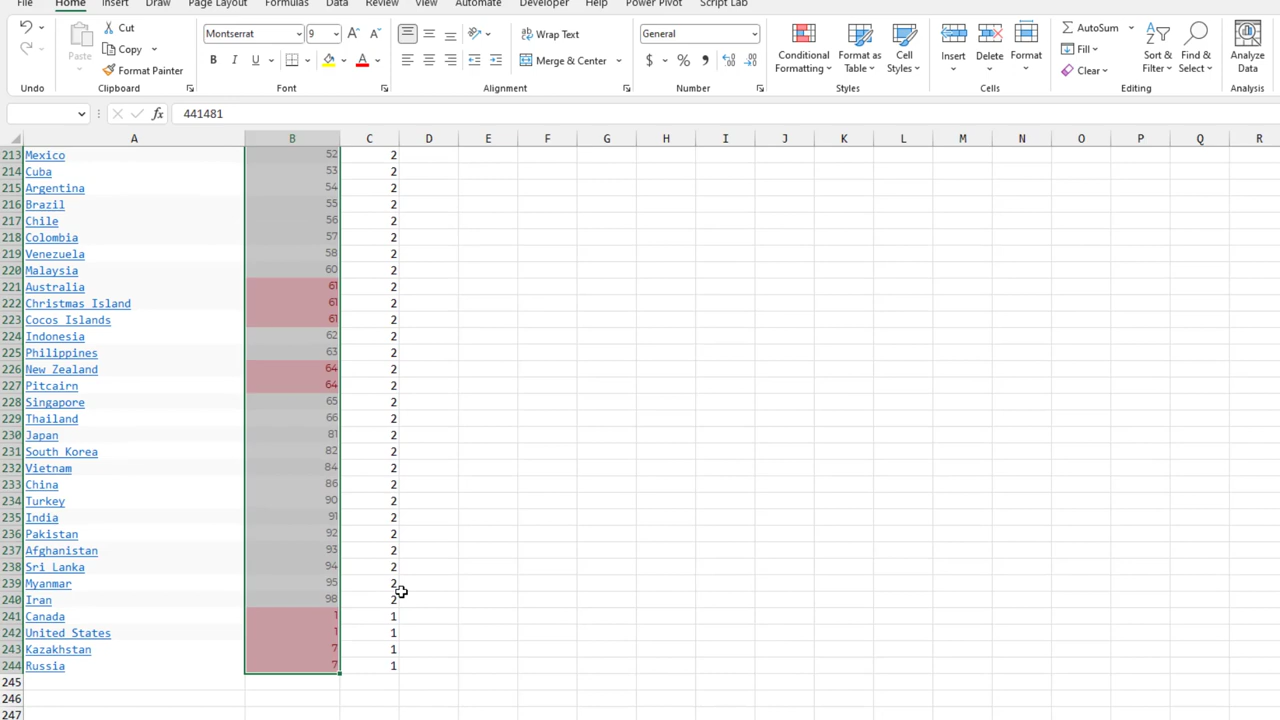 File Home Insert Draw Page Layout Formulas Data Review View Automate Developer Help Power Pivot Script Lab
Paste Cut Copy Format Painter
Montserrat 9
B I U A
Wrap Text
Merge & Center
General
$ %
Conditional Formatting
Format as Table
Cell Styles
Insert Delete Format
AutoSum
Fill
Clear
Sort & Filter
Find & Select
Analyze Data
Undo Clipboard Font Alignment Number Styles Cells Editing Analysis
fx 441481
A B C D E F G H I J K L M N O P Q R
213 Mexico 52 2
214 Cuba 53 2
215 Argentina 54 2
216 Brazil 55 2
217 Chile 56 2
218 Colombia 57 2
219 Venezuela 58 2
220 Malaysia 60 2
221 Australia 61 2
222 Christmas Island 61 2
223 Cocos Islands 61 2
224 Indonesia 62 2
225 Philippines 63 2
226 New Zealand 64 2
227 Pitcairn 64 2
228 Singapore 65 2
229 Thailand 66 2
230 Japan 81 2
231 South Korea 82 2
232 Vietnam 84 2
233 China 86 2
234 Turkey 90 2
235 India 91 2
236 Pakistan 92 2
237 Afghanistan 93 2
238 Sri Lanka 94 2
239 Myanmar 95 2
240 Iran 98 2
241 Canada 1 1
242 United States 1 1
243 Kazakhstan 7 1
244 Russia 7 1
245
246
247